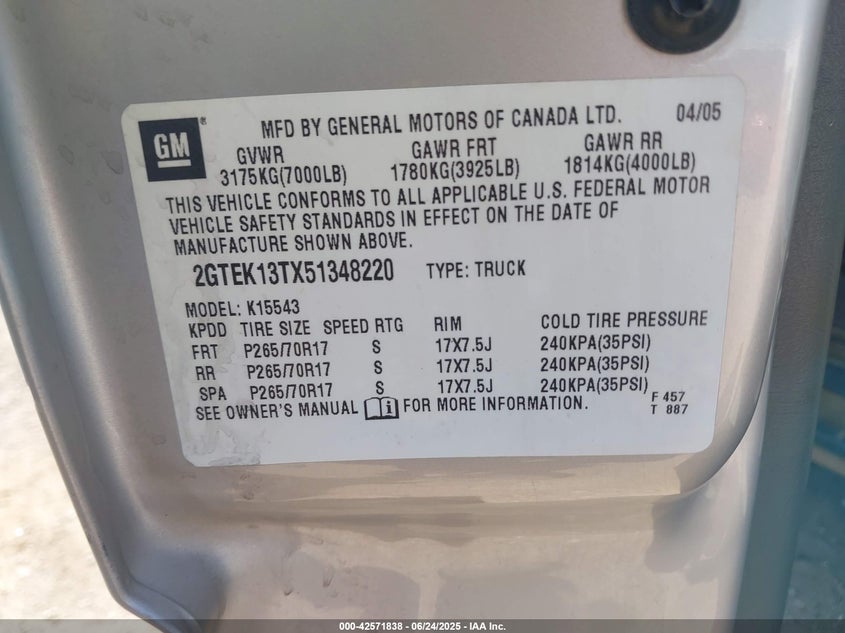 GM ®
MFD BY GENERAL MOTORS OF CANADA LTD. 04/05
GVWR GAWR FRT GAWR RR
3175KG(7000LB) 1780KG(3925LB) 1814KG(4000LB)
THIS VEHICLE CONFORMS TO ALL APPLICABLE U.S. FEDERAL MOTOR
VEHICLE SAFETY STANDARDS IN EFFECT ON THE DATE OF
MANUFACTURE SHOWN ABOVE.
2GTEK13TX51348220 TYPE: TRUCK
MODEL: K15543
KPDD TIRE SIZE SPEED RTG RIM COLD TIRE PRESSURE
FRT P265/70R17 S 17X7.5J 240KPA(35PSI)
RR P265/70R17 S 17X7.5J 240KPA(35PSI)
SPA P265/70R17 S 17X7.5J 240KPA(35PSI)
SEE OWNER'S MANUAL FOR MORE INFORMATION.
F 457
T 887
000-42571838 - 06/24/2025 - IAA Inc.